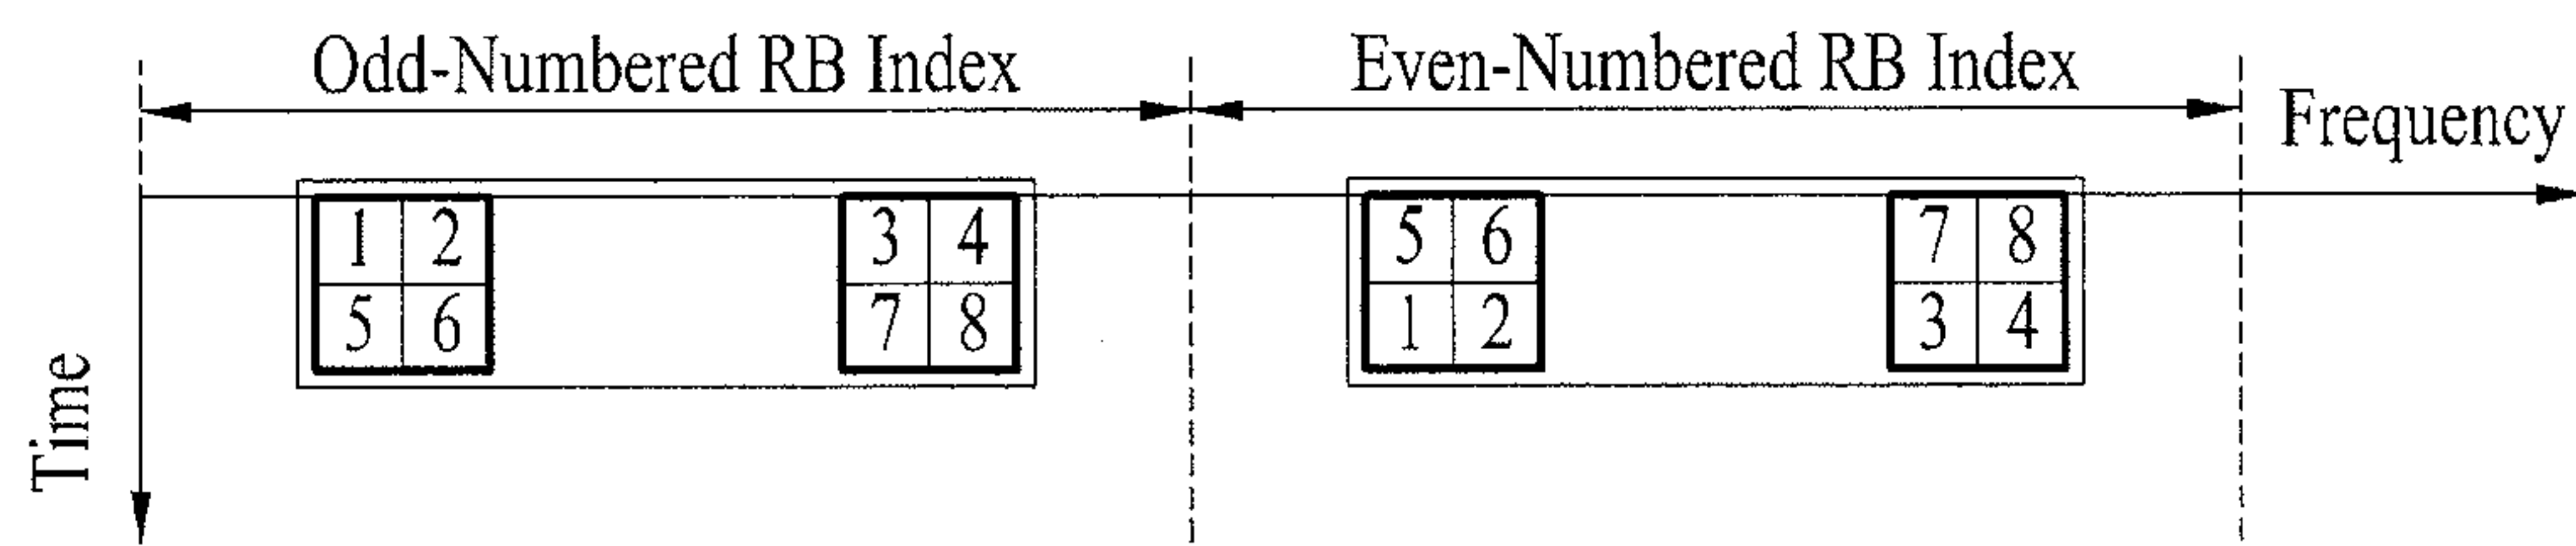 Odd-Numbered RB Index Even-Numbered RB Index
Frequency
1 2 3 4 5 6 7 8
5 6 7 8 1 2 3 4
Time